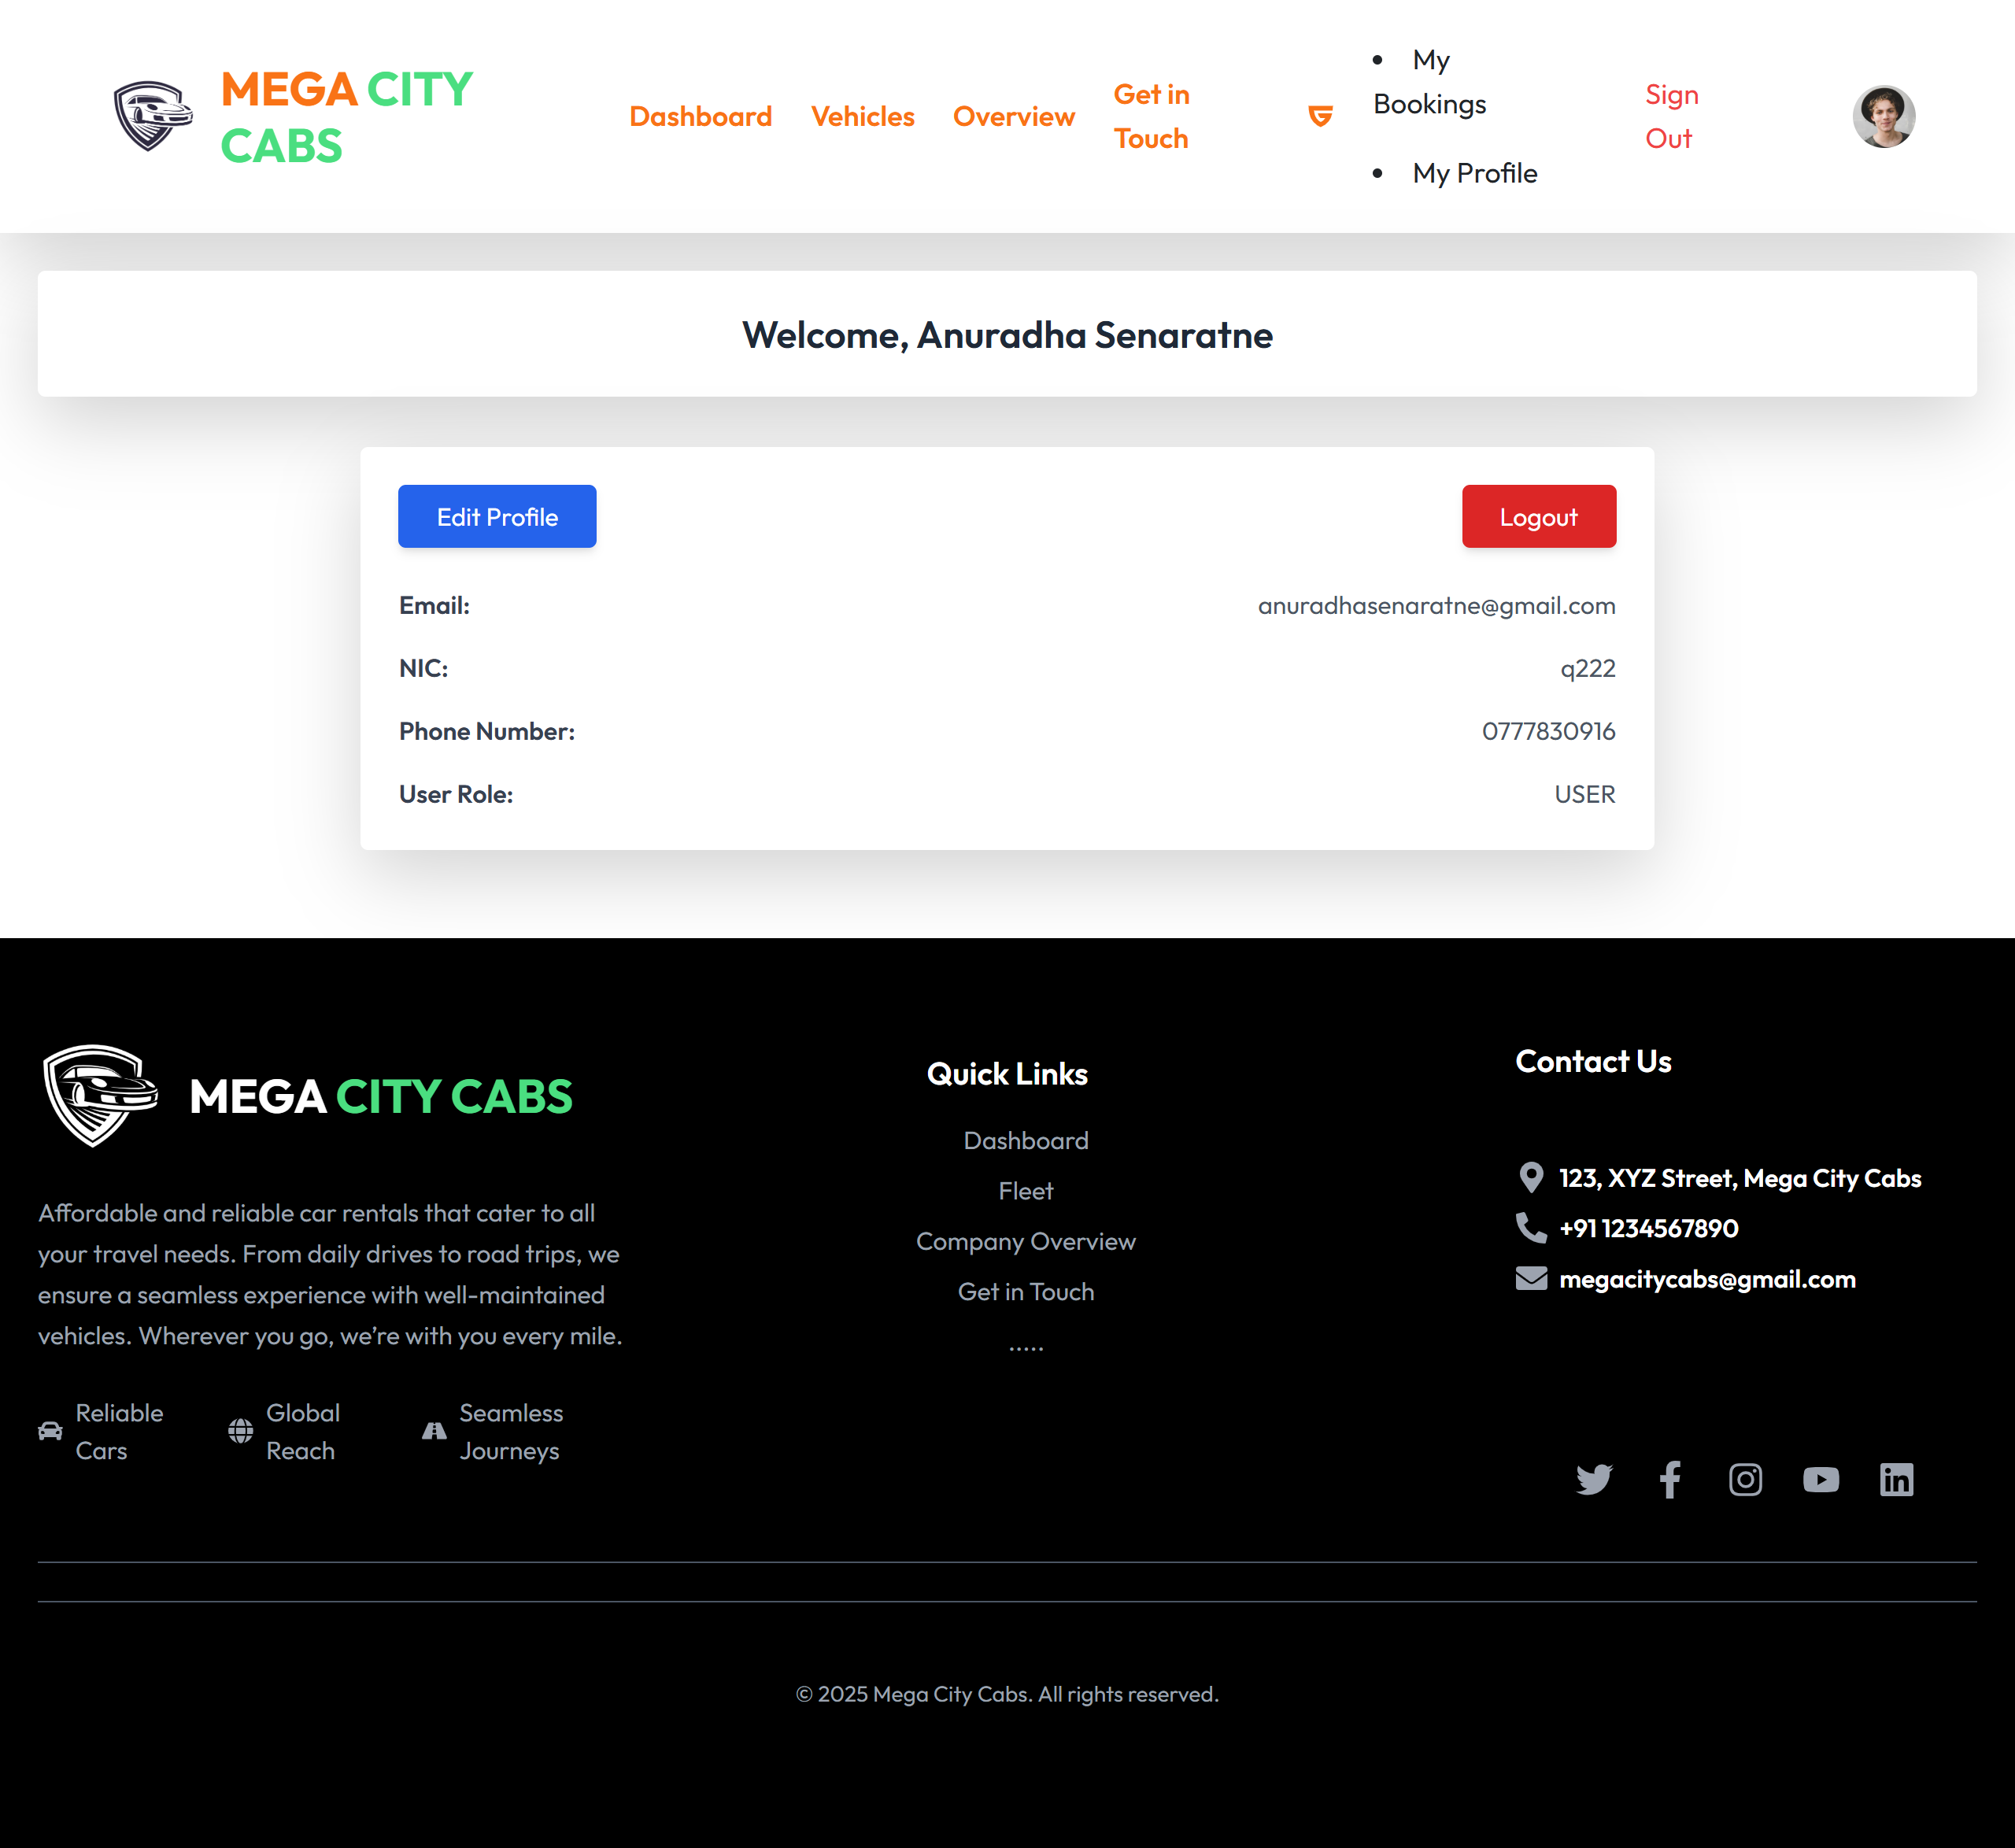 MEGA CITY
CABS
Dashboard
Vehicles
Overview
Get in
Touch
• My
Bookings
• My Profile
Sign
Out
Welcome, Anuradha Senaratne
Edit Profile
Logout
Email:
anuradhasenaratne@gmail.com
NIC:
q222
Phone Number:
0777830916
User Role:
USER
MEGA CITY CABS
Affordable and reliable car rentals that cater to all
your travel needs. From daily drives to road trips, we
ensure a seamless experience with well-maintained
vehicles. Wherever you go, we’re with you every mile.
Reliable
Cars
Global
Reach
Seamless
Journeys
Quick Links
Dashboard
Fleet
Company Overview
Get in Touch
.....
Contact Us
123, XYZ Street, Mega City Cabs
+91 1234567890
megacitycabs@gmail.com
© 2025 Mega City Cabs. All rights reserved.